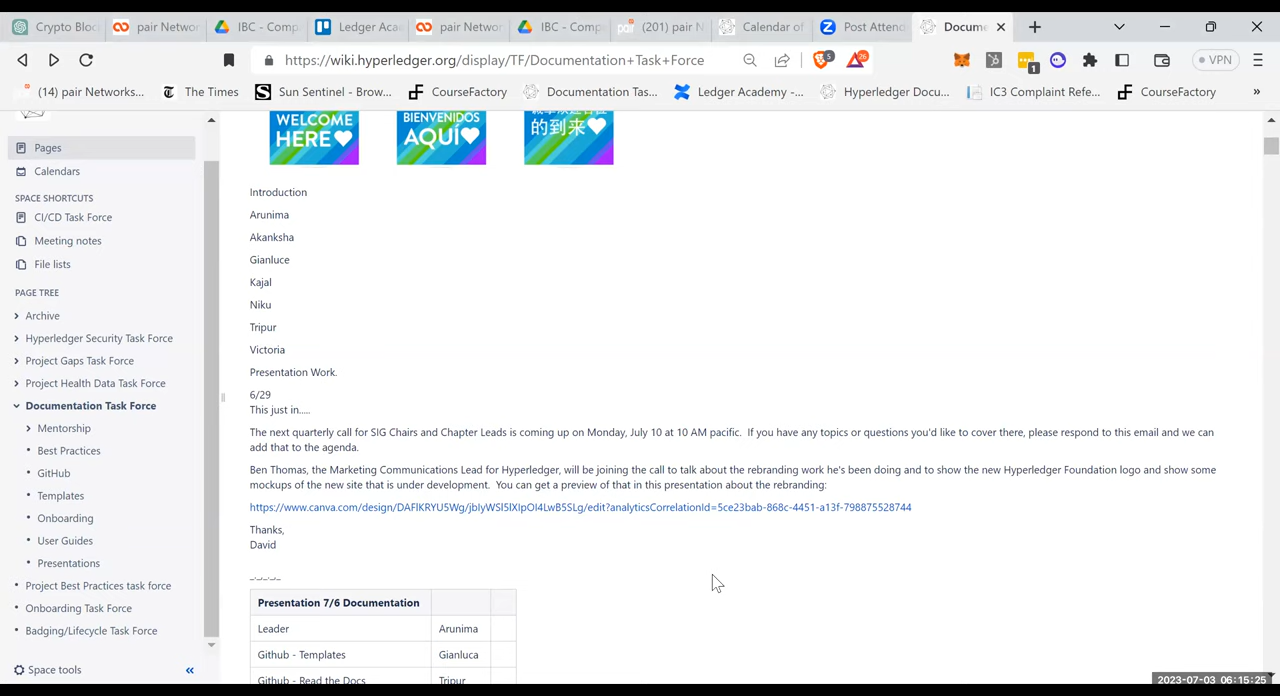 Crypto Bloc
pair Networ
IBC - Comp
Ledger Aca
pair Networ
IBC - Comp
(201) pair N
Calendar of
Post Attend
Docume
https://wiki.hyperledger.org/display/TF/Documentation+Task+Force
5
26
1
VPN
(14) pair Networks...
The Times
Sun Sentinel - Brow...
CourseFactory
Documentation Tas...
Ledger Academy -...
Hyperledger Docu...
IC3 Complaint Refe...
CourseFactory
»
Pages
Calendars
SPACE SHORTCUTS
CI/CD Task Force
Meeting notes
File lists
PAGE TREE
Archive
Hyperledger Security Task Force
Project Gaps Task Force
Project Health Data Task Force
Documentation Task Force
Mentorship
Best Practices
GitHub
Templates
Onboarding
User Guides
Presentations
Project Best Practices task force
Onboarding Task Force
Badging/Lifecycle Task Force
Space tools
WELCOME
HERE
BIENVENIDOS
AQUÍ
的到来
Introduction
Arunima
Akanksha
Gianluce
Kajal
Niku
Tripur
Victoria
Presentation Work.
6/29
This just in.....
The next quarterly call for SIG Chairs and Chapter Leads is coming up on Monday, July 10 at 10 AM pacific.  If you have any topics or questions you'd like to cover there, please respond to this email and we can
add that to the agenda.
Ben Thomas, the Marketing Communications Lead for Hyperledger, will be joining the call to talk about the rebranding work he's been doing and to show the new Hyperledger Foundation logo and show some
mockups of the new site that is under development.  You can get a preview of that in this presentation about the rebranding:
https://www.canva.com/design/DAFlKRYU5Wg/jbIyWSl5lXIpOI4LwB5SLg/edit?analyticsCorrelationId=5ce23bab-868c-4451-a13f-798875528744
Thanks,
David
_._,_._,_
Presentation 7/6 Documentation
Leader Arunima
Github - Templates Gianluca
Github - Read the Docs Tripur
2023-07-03 06:15:25